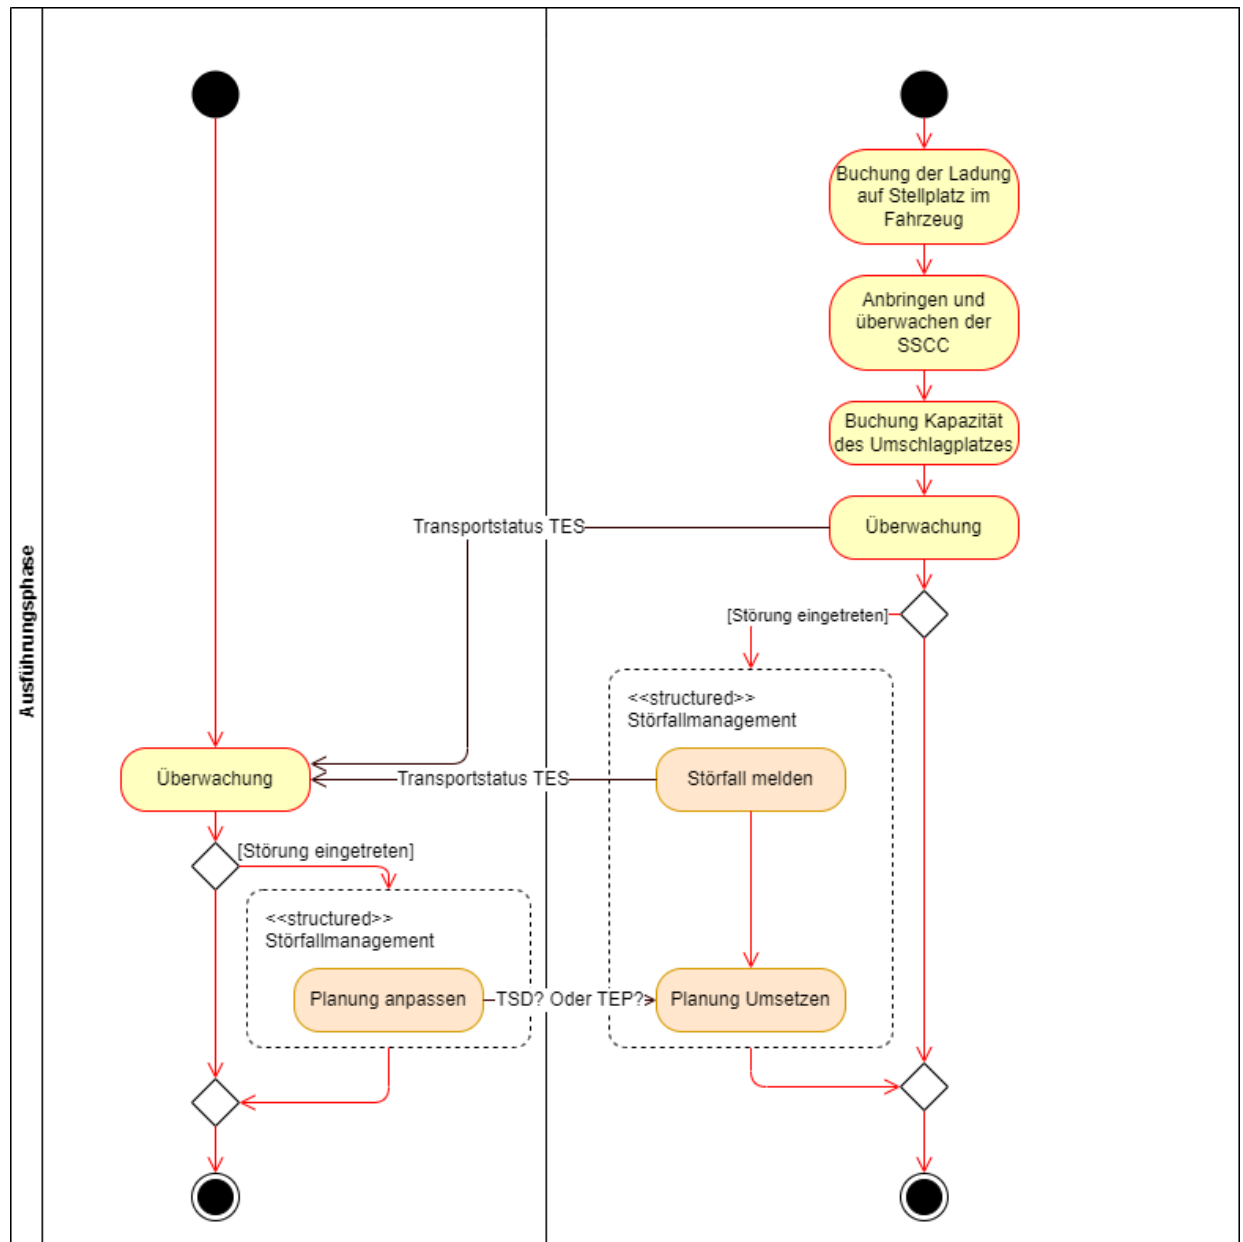 Ausführungsphase
Buchung der Ladung
auf Stellplatz im
Fahrzeug
Anbringen und
überwachen der
SSCC
Buchung Kapazität
des Umschlagplatzes
Transportstatus TES
Überwachung
[Störung eingetreten]
<<structured>>
Störfallmanagement
Überwachung
Transportstatus TES
Störfall melden
[Störung eingetreten]
<<structured>>
Störfallmanagement
Planung anpassen
TSD? Oder TEP?
Planung Umsetzen